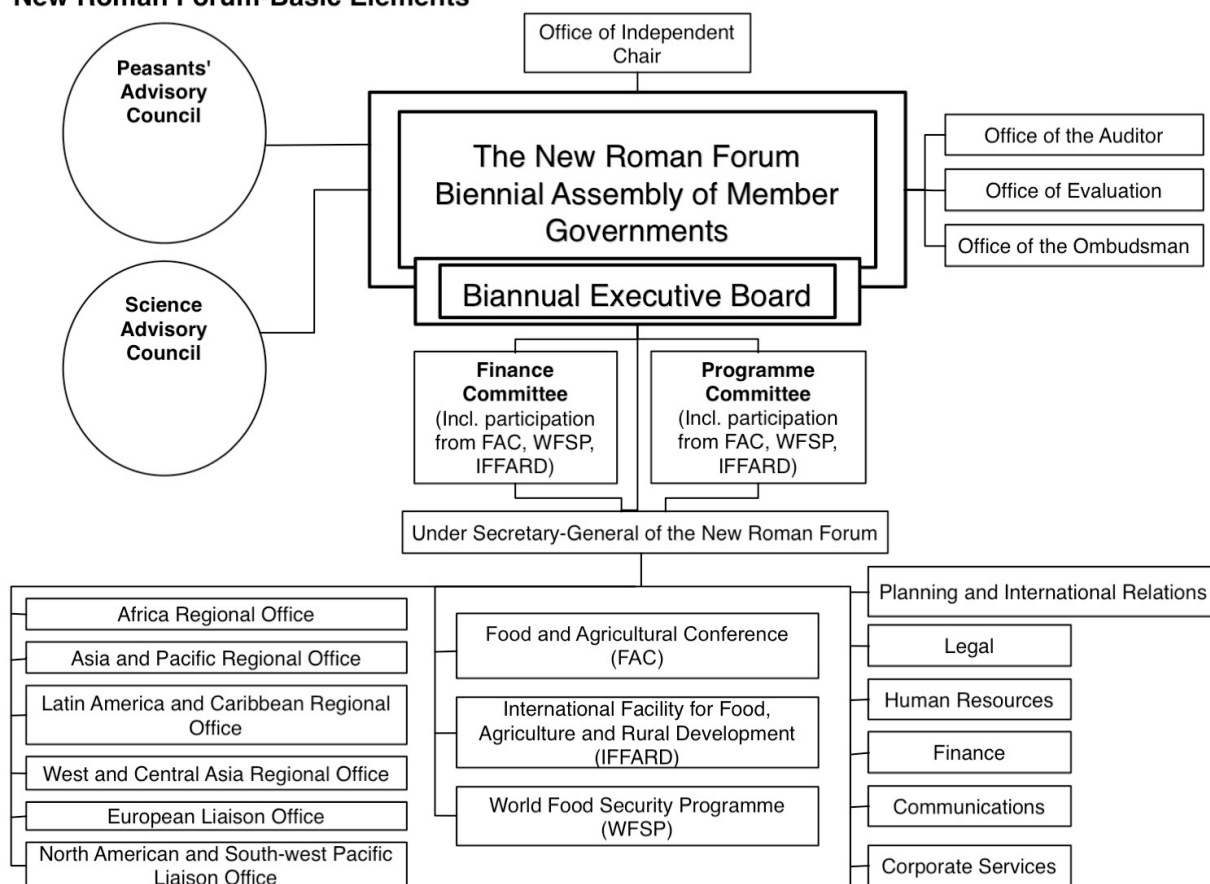 New Roman Forum-Basic Elements
Office of Independent
Chair
Peasants'
Advisory
Council
The New Roman Forum
Biennial Assembly of Member
Governments
Office of the Auditor
Office of Evaluation
Office of the Ombudsman
Biannual Executive Board
Science
Advisory
Council
Finance
Committee
(Incl. participation
from FAC, WFSP,
IFFARD)
Programme
Committee
(Incl. participation
from FAC, WFSP,
IFFARD)
Under Secretary-General of the New Roman Forum
Africa Regional Office
Asia and Pacific Regional Office
Latin America and Caribbean Regional
Office
West and Central Asia Regional Office
European Liaison Office
North American and South-west Pacific
Liaison Office
Food and Agricultural Conference
(FAC)
International Facility for Food,
Agriculture and Rural Development
(IFFARD)
World Food Security Programme
(WFSP)
Planning and International Relations
Legal
Human Resources
Finance
Communications
Corporate Services